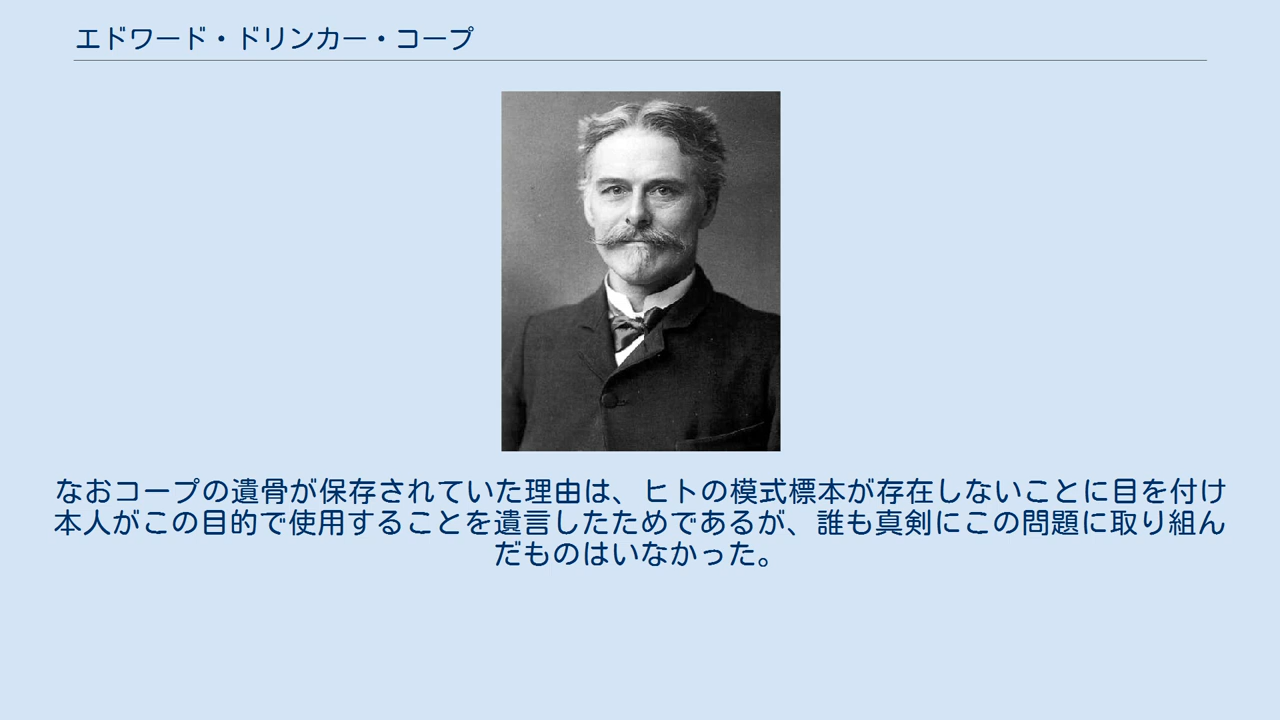 エドワード・ドリンカー・コープ
なおコープの遺骨が保存されていた理由は、ヒトの模式標本が存在しないことに目を付け
本人がこの目的で使用することを遺言したためであるが、誰も真剣にこの問題に取り組ん
だものはいなかった。